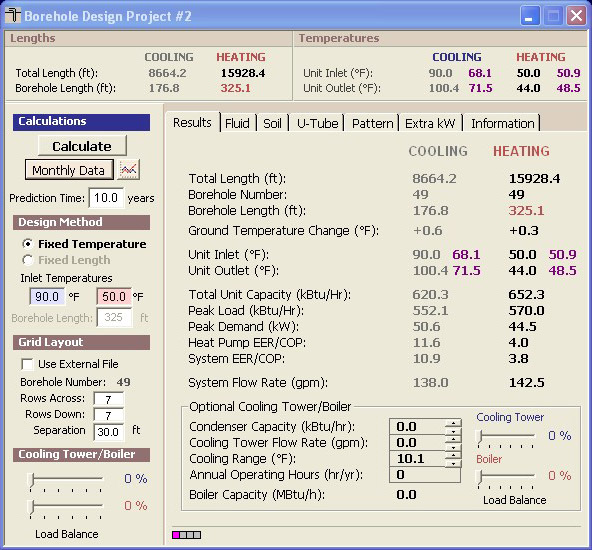 Borehole Design Project #2
Lengths
COOLING HEATING
Total Length (ft): 8664.2 15928.4
Borehole Length (ft): 176.8 325.1
Temperatures
COOLING HEATING
Unit Inlet (°F): 90.0 68.1 50.0 50.9
Unit Outlet (°F): 100.4 71.5 44.0 48.5
Calculations
Calculate
Monthly Data
Prediction Time: 10.0 years
Design Method
Fixed Temperature
Fixed Length
Inlet Temperatures
90.0 °F 50.0 °F
Borehole Length: 325 ft
Grid Layout
Use External File
Borehole Number: 49
Rows Across: 7
Rows Down: 7
Separation 30.0 ft
Cooling Tower/Boiler
0 %
0 %
Load Balance
Results Fluid Soil U-Tube Pattern Extra kW Information
COOLING HEATING
Total Length (ft): 8664.2 15928.4
Borehole Number: 49 49
Borehole Length (ft): 176.8 325.1
Ground Temperature Change (°F): +0.6 +0.3
Unit Inlet (°F): 90.0 68.1 50.0 50.9
Unit Outlet (°F): 100.4 71.5 44.0 48.5
Total Unit Capacity (kBtu/Hr): 620.3 652.3
Peak Load (kBtu/Hr): 552.1 570.0
Peak Demand (kW): 50.6 44.5
Heat Pump EER/COP: 11.6 4.0
System EER/COP: 10.9 3.8
System Flow Rate (gpm): 138.0 142.5
Optional Cooling Tower/Boiler
Condenser Capacity (kBtu/hr): 0.0
Cooling Tower Flow Rate (gpm): 0.0
Cooling Range (°F): 10.1
Annual Operating Hours (hr/yr): 0
Boiler Capacity (MBtu/h): 0.0
Cooling Tower
0 %
Boiler
0 %
Load Balance